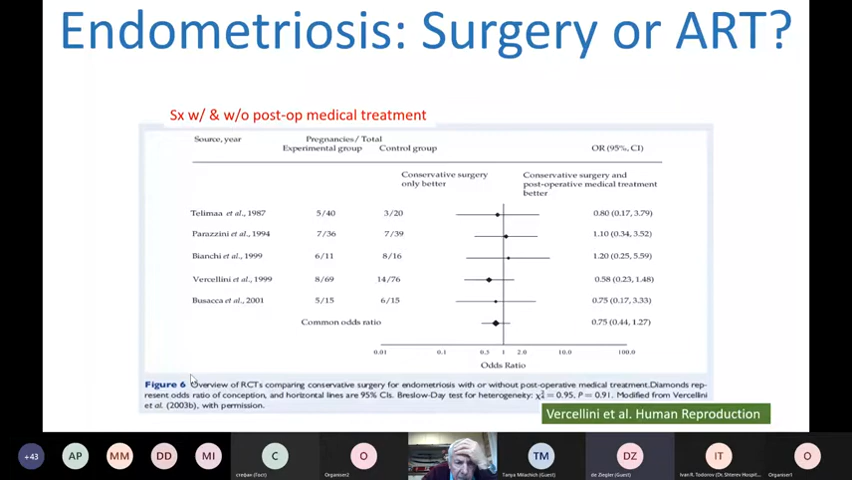 Endometriosis: Surgery or ART?
Sx w/ & w/o post-op medical treatment
Source, year
Pregnancies/ Total
Experimental group
Control group
OR (95%, CI)
Conservative surgery
only better
Conservative surgery and
post-operative medical treatment
better
Telimaa et al., 1987 5/40 3/20 0.80 (0.17, 3.79)
Parazzini et al., 1994 7/36 7/39 1.10 (0.34, 3.52)
Bianchi et al., 1999 6/11 8/16 1.20 (0.25, 5.59)
Vercellini et al., 1999 8/69 14/76 0.58 (0.23, 1.48)
Busacca et al., 2001 5/15 6/15 0.75 (0.17, 3.33)
Common odds ratio 0.75 (0.44, 1.27)
0.01 0.1 0.5 1 2.0 10.0 100.0
Odds Ratio
Figure 6 Overview of RCTs comparing conservative surgery for endometriosis with or without post-operative medical treatment.Diamonds rep-
resent odds ratio of conception, and horizontal lines are 95% CIs. Breslow-Day test for heterogeneity: χ²₄ = 0.95, P = 0.91. Modified from Vercellini
et al. (2003b), with permission.
Vercellini et al. Human Reproduction
+43 AP MM DD MI C O TM DZ IT O
стефан (Гост) Organiser2 Tanya Milachich (Guest) de Ziegler (Guest) Ivan R. Todorov (Dr. Shterev Hospit... Organiser1